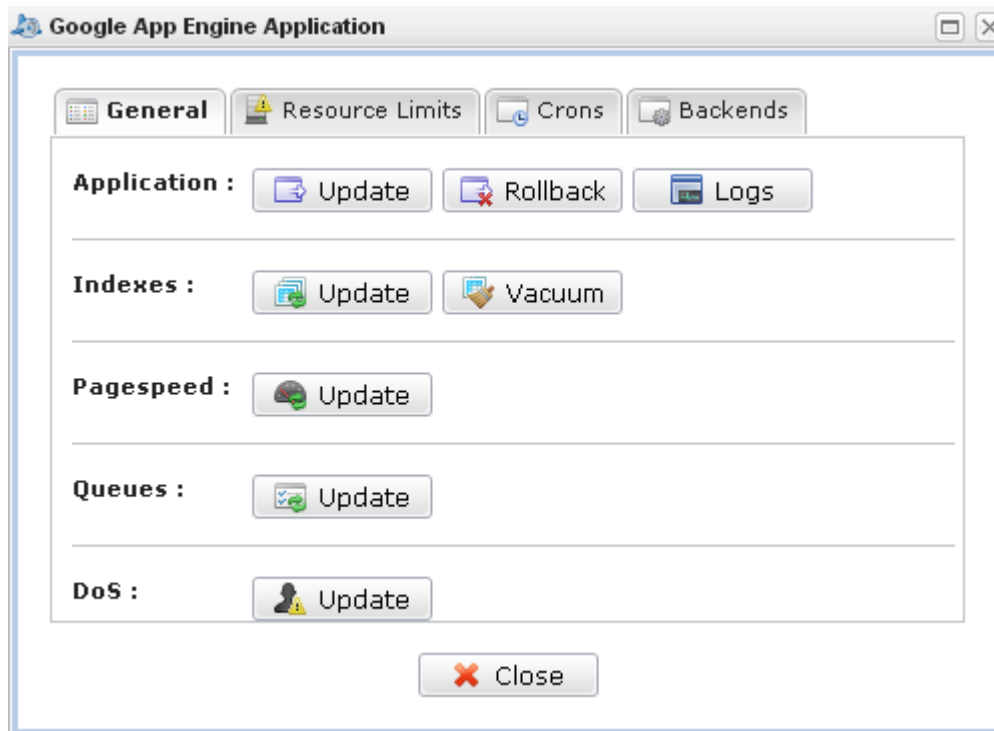 Google App Engine Application
General Resource Limits Crons Backends
Application : Update Rollback Logs
Indexes : Update Vacuum
Pagespeed : Update
Queues : Update
DoS : Update
Close